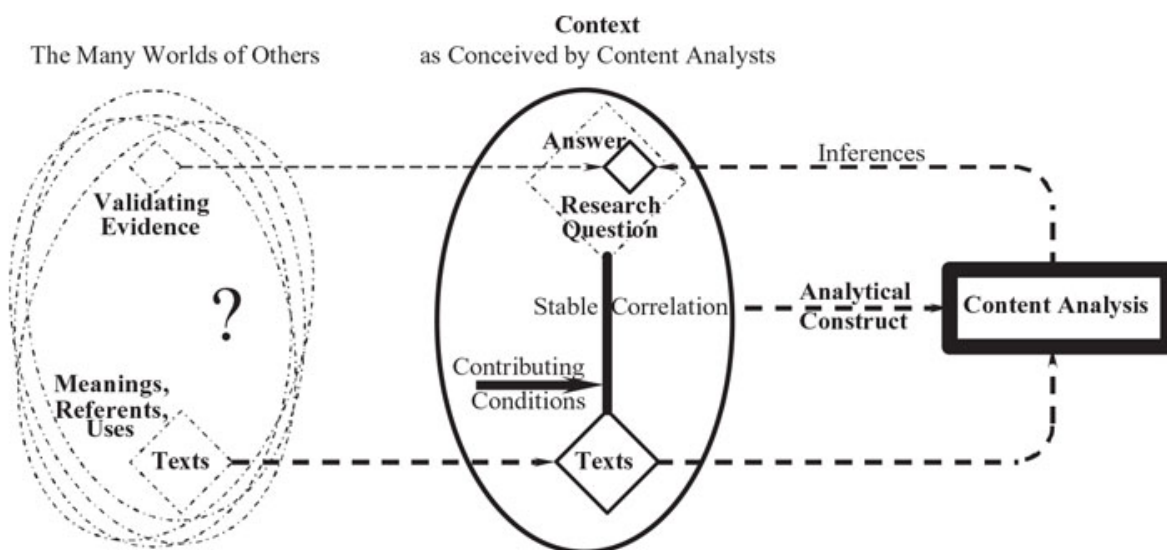 Context
The Many Worlds of Others
as Conceived by Content Analysts
Answer
Inferences
Validating
Evidence
Research
Question
?
Stable Correlation
Analytical
Construct
Content Analysis
Contributing
Conditions
Meanings,
Referents,
Uses
Texts
Texts